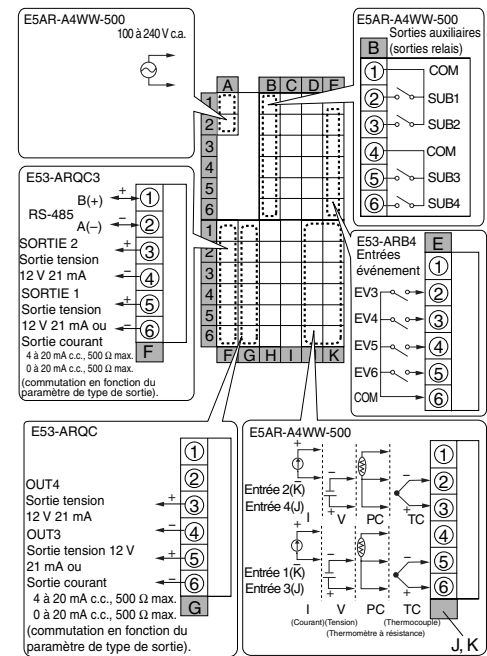 E5AR-A4WW-500
100 à 240 V c.a.
E5AR-A4WW-500
Sorties auxiliaires
(sorties relais)
B
1 COM
2 SUB1
3 SUB2
4 COM
5 SUB3
6 SUB4
A B C D E
1
2
3
4
5
6
1
2
3
4
5
6
F G H I J K
E53-ARQC3
B(+) + 1
RS-485
A(−) − 2
SORTIE 2 + 3
Sortie tension
12 V 21 mA − 4
SORTIE 1 + 5
Sortie tension
12 V 21 mA ou − 6
Sortie courant
4 à 20 mA c.c., 500 Ω max.
0 à 20 mA c.c., 500 Ω max.
(commutation en fonction du
paramètre de type de sortie).
F
E53-ARB4
Entrées
événement
E
1
EV3 2
EV4 3
EV5 4
EV6 5
COM 6
E53-ARQC
1
2
OUT4
Sortie tension + 3
12 V 21 mA
OUT3 − 4
Sortie tension 12 V + 5
21 mA ou
Sortie courant − 6
4 à 20 mA c.c., 500 Ω max.
0 à 20 mA c.c., 500 Ω max.
(commutation en fonction du
paramètre de type de sortie).
G
E5AR-A4WW-500
1
2
3
4
5
6
+ − −
Entrée 2(K)
Entrée 4(J)
− + +
I V PC TC
+ − −
Entrée 1(K)
Entrée 3(J)
− + +
I V PC TC
(Courant) (Tension) (Thermocouple)
(Thermomètre à résistance)
J, K